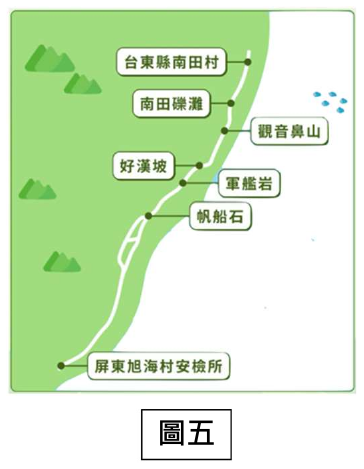 台東縣南田村
南田礫灘
觀音鼻山
好漢坡
軍艦岩
帆船石
屏東旭海村安檢所
圖五